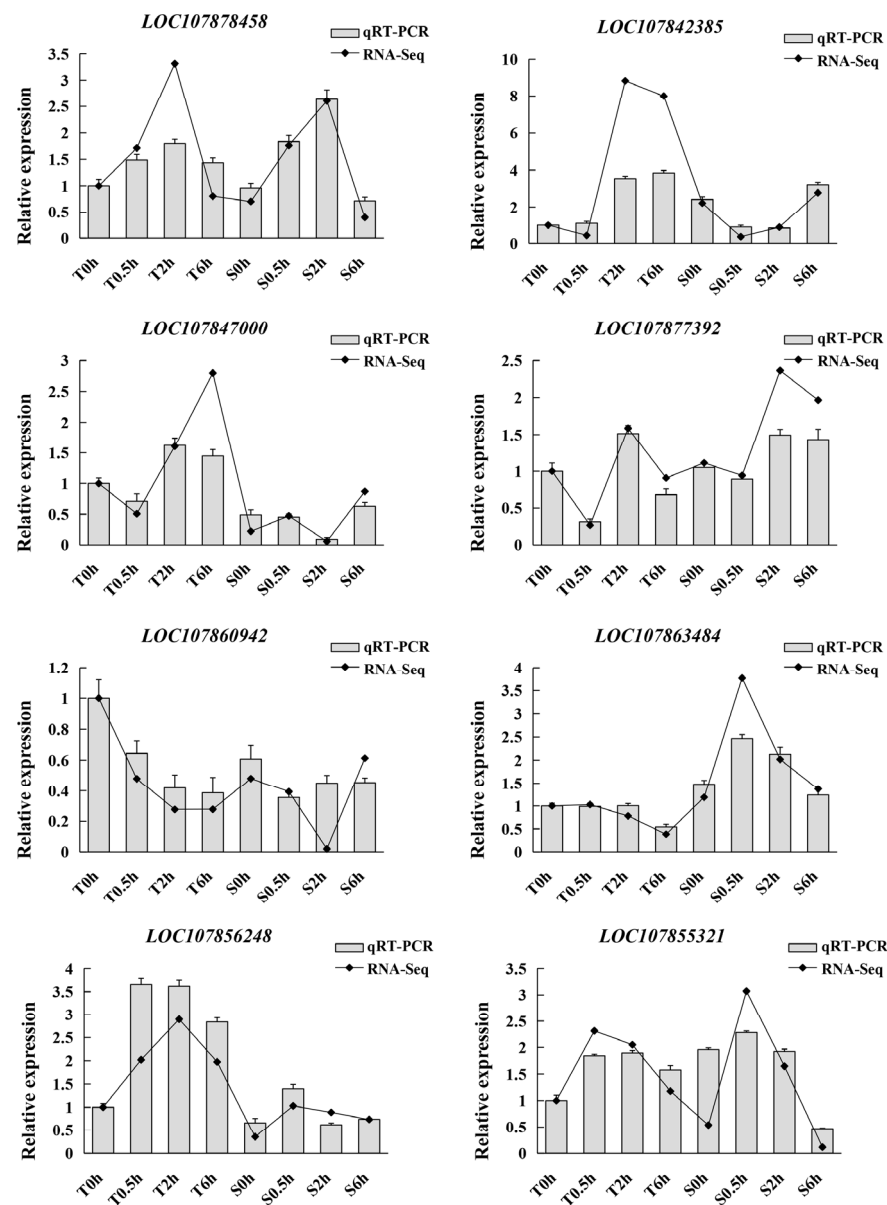 LOC107878458
qRT-PCR
RNA-Seq
Relative expression
3.5
3
2.5
2
1.5
1
0.5
0
T0h T0.5h T2h T6h S0h S0.5h S2h S6h
LOC107842385
qRT-PCR
RNA-Seq
Relative expression
10
8
6
4
2
0
T0h T0.5h T2h T6h S0h S0.5h S2h S6h
LOC107847000
qRT-PCR
RNA-Seq
Relative expression
3
2.5
2
1.5
1
0.5
0
T0h T0.5h T2h T6h S0h S0.5h S2h S6h
LOC107877392
qRT-PCR
RNA-Seq
Relative expression
2.5
2
1.5
1
0.5
0
T0h T0.5h T2h T6h S0h S0.5h S2h S6h
LOC107860942
qRT-PCR
RNA-Seq
Relative expression
1.2
1
0.8
0.6
0.4
0.2
0
T0h T0.5h T2h T6h S0h S0.5h S2h S6h
LOC107863484
qRT-PCR
RNA-Seq
Relative expression
4
3.5
3
2.5
2
1.5
1
0.5
0
T0h T0.5h T2h T6h S0h S0.5h S2h S6h
LOC107856248
qRT-PCR
RNA-Seq
Relative expression
4
3.5
3
2.5
2
1.5
1
0.5
0
T0h T0.5h T2h T6h S0h S0.5h S2h S6h
LOC107855321
qRT-PCR
RNA-Seq
Relative expression
3.5
3
2.5
2
1.5
1
0.5
0
T0h T0.5h T2h T6h S0h S0.5h S2h S6h